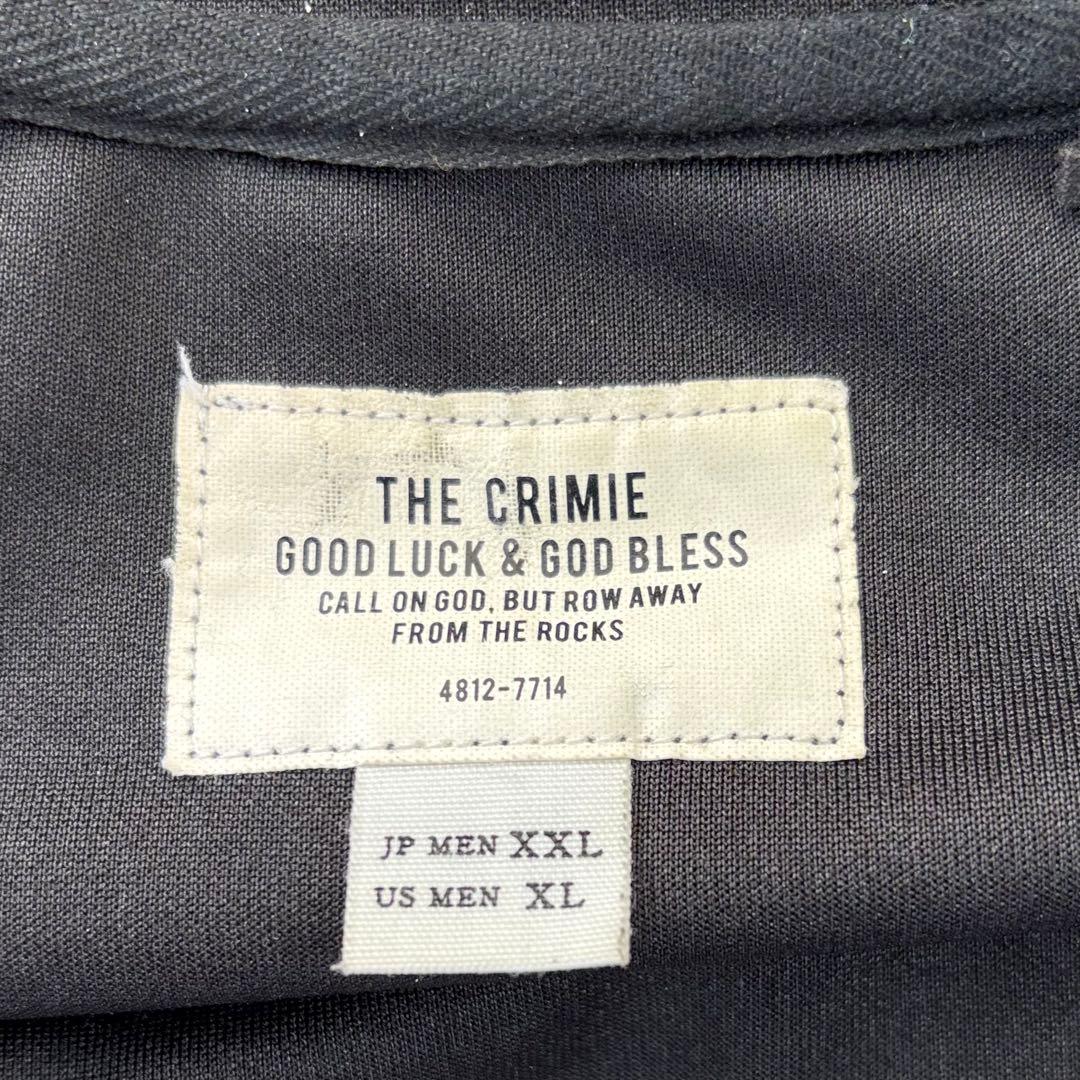 THE CRIMIE
GOOD LUCK & GOD BLESS
CALL ON GOD, BUT ROW AWAY
FROM THE ROCKS
4812-7714
JP MEN XXL
US MEN XL